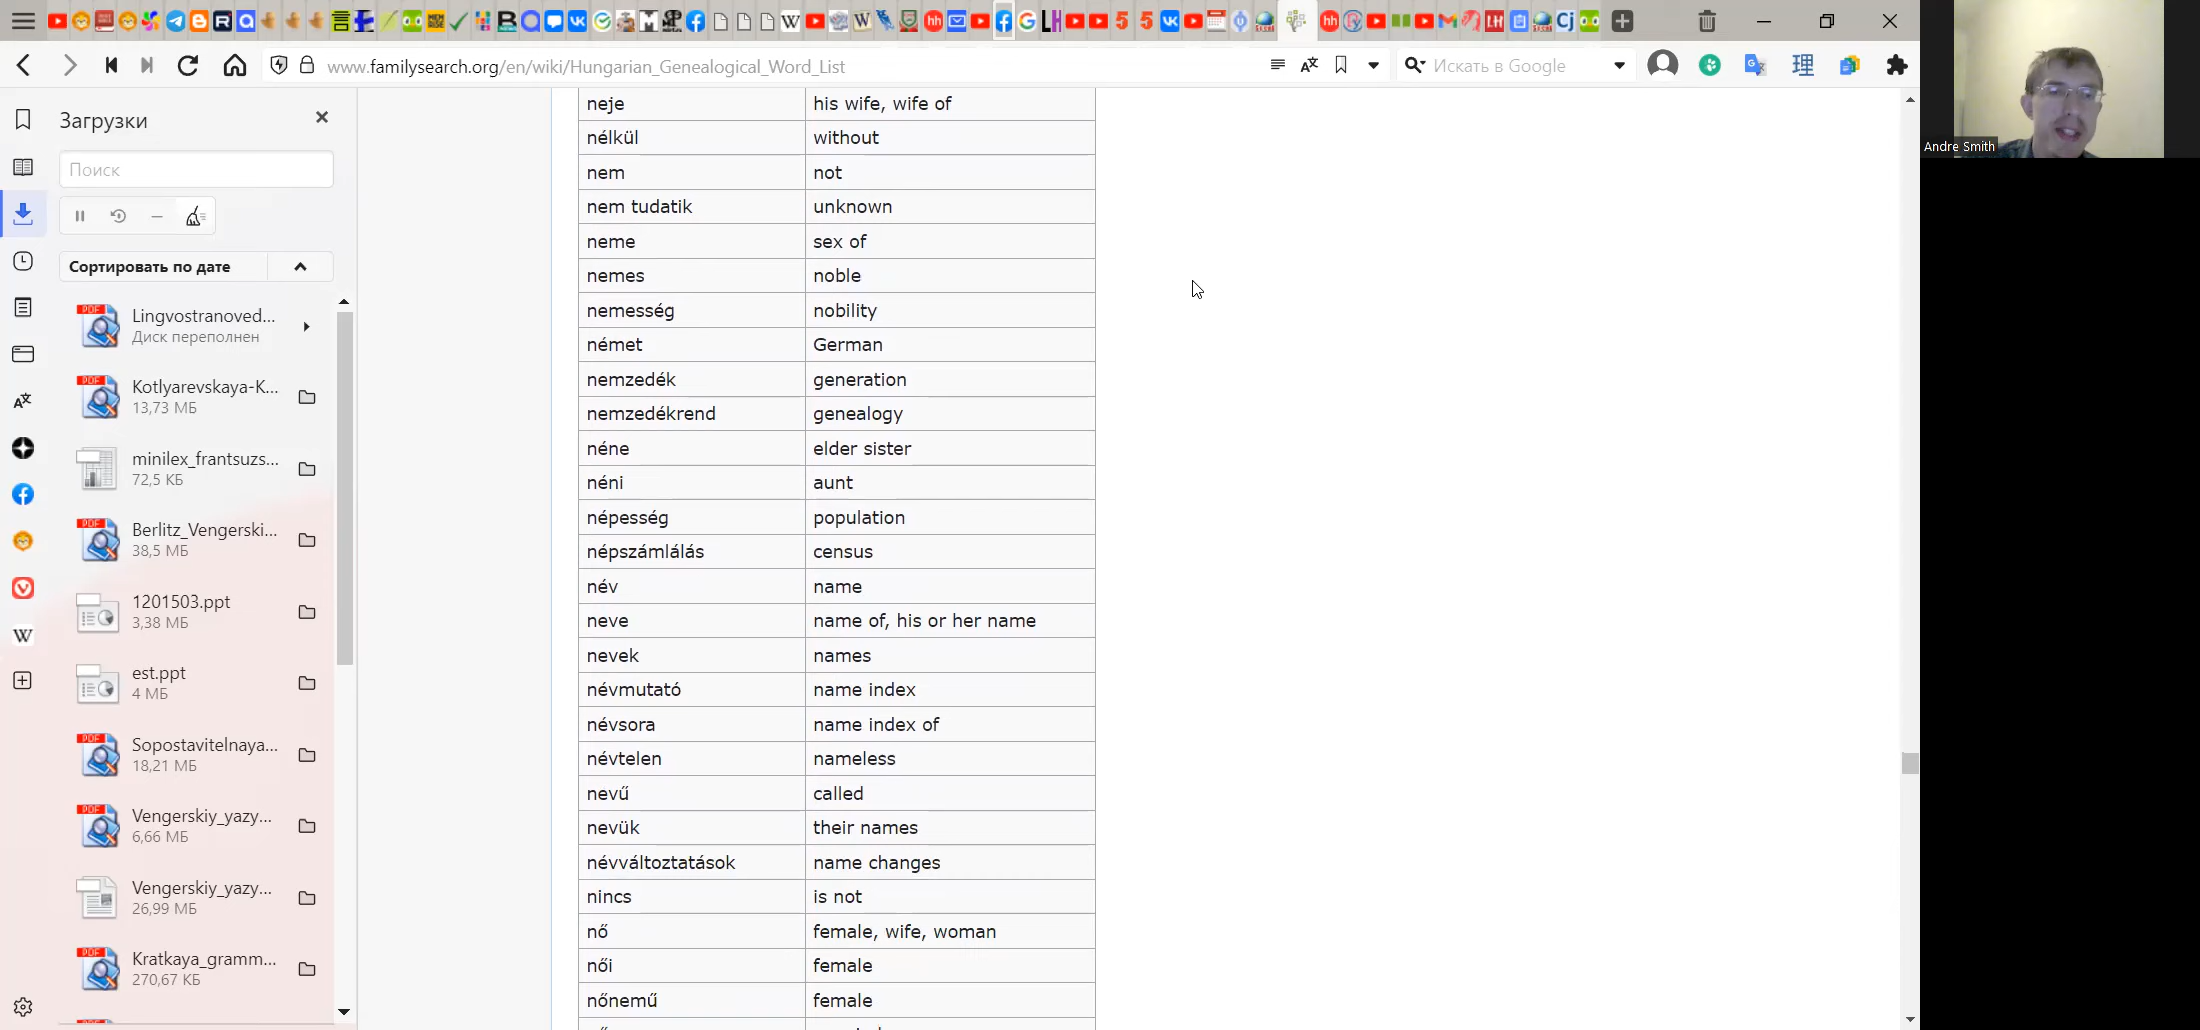 www.familysearch.org/en/wiki/Hungarian_Genealogical_Word_List
Искать в Google
Andre Smith
Загрузки
Поиск
Сортировать по дате
Lingvostranoved...
Диск переполнен
Kotlyarevskaya-K...
13,73 МБ
minilex_frantsuzs...
72,5 КБ
Berlitz_Vengerski...
38,5 МБ
1201503.ppt
3,38 МБ
est.ppt
4 МБ
Sopostavitelnaya...
18,21 МБ
Vengerskiy_yazy...
6,66 МБ
Vengerskiy_yazy...
26,99 МБ
Kratkaya_gramm...
270,67 КБ
neje his wife, wife of
nélkül without
nem not
nem tudatik unknown
neme sex of
nemes noble
nemesség nobility
német German
nemzedék generation
nemzedékrend genealogy
néne elder sister
néni aunt
népesség population
népszámlálás census
név name
neve name of, his or her name
nevek names
névmutató name index
névsora name index of
névtelen nameless
nevű called
nevük their names
névváltoztatások name changes
nincs is not
nő female, wife, woman
női female
nőnemű female